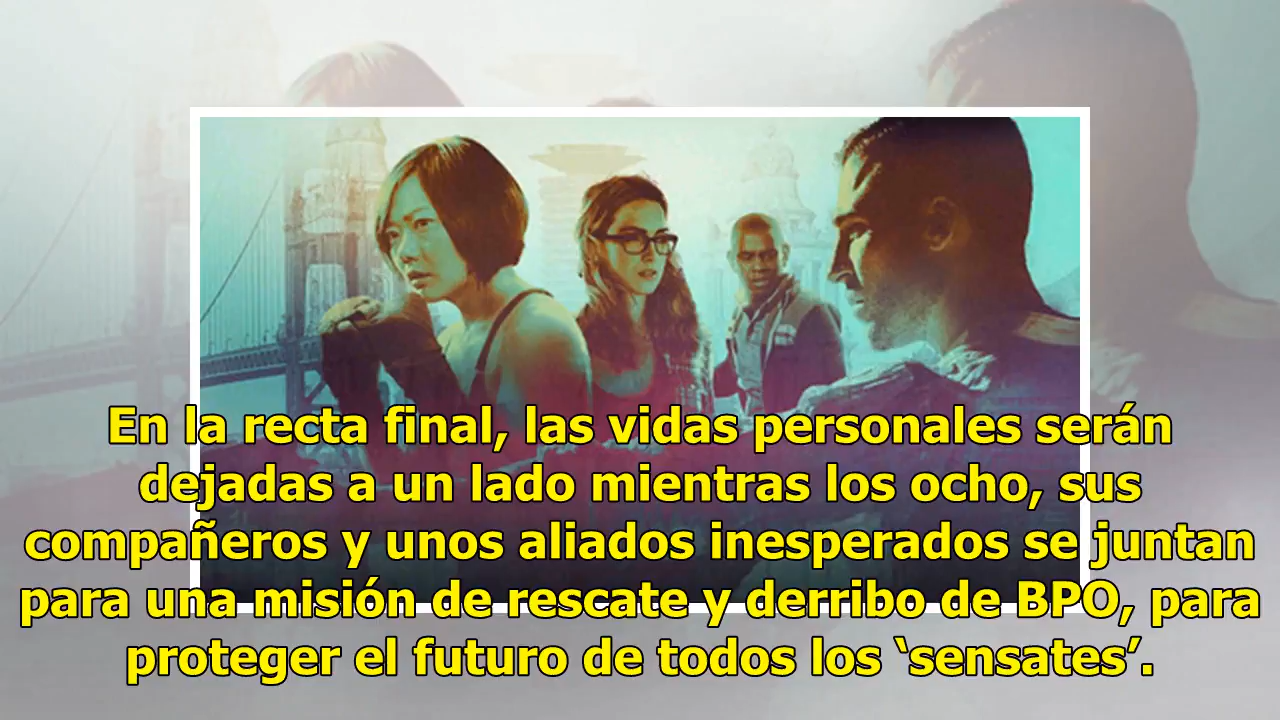 En la recta final, las vidas personales serán
dejadas a un lado mientras los ocho, sus
compañeros y unos aliados inesperados se juntan
para una misión de rescate y derribo de BPO, para
proteger el futuro de todos los ‘sensates’.